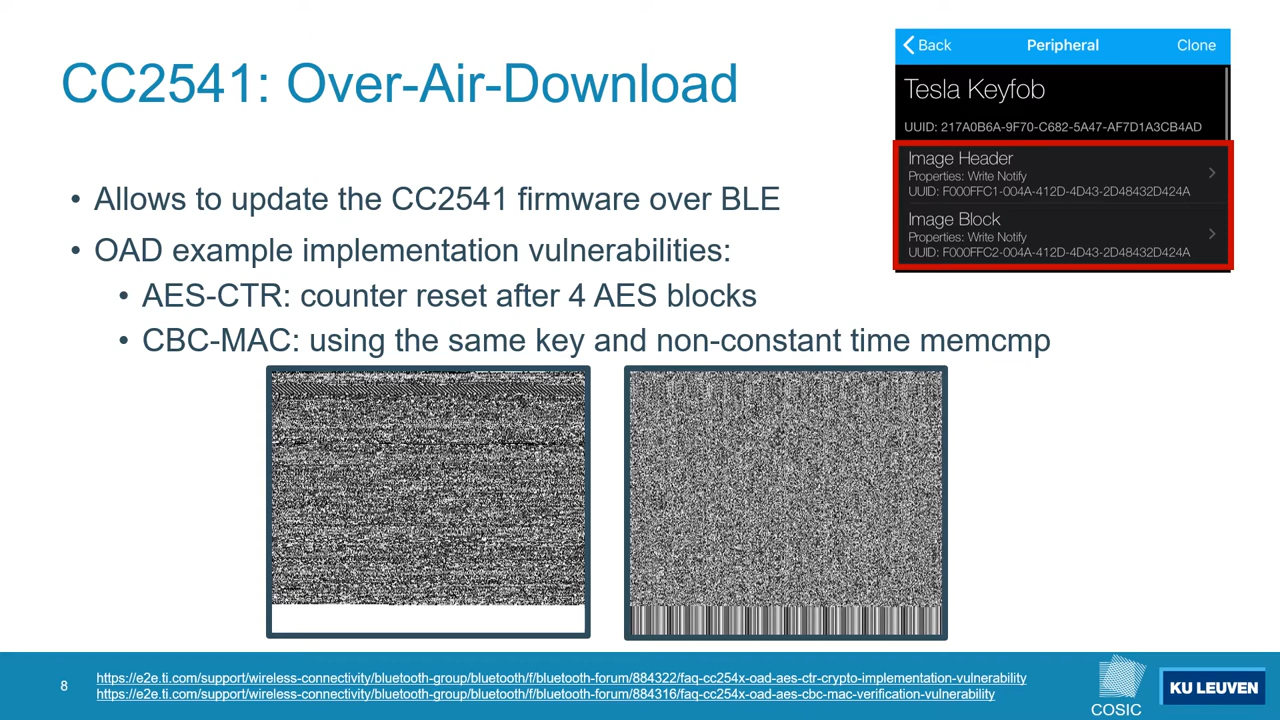 CC2541: Over-Air-Download
Back Peripheral Clone
Tesla Keyfob
UUID: 217A0B6A-9F70-C682-5A47-AF7D1A3CB4AD
Image Header
Properties: Write Notify
UUID: F000FFC1-004A-412D-4D43-2D48432D424A
Image Block
Properties: Write Notify
UUID: F000FFC2-004A-412D-4D43-2D48432D424A
• Allows to update the CC2541 firmware over BLE
• OAD example implementation vulnerabilities:
• AES-CTR: counter reset after 4 AES blocks
• CBC-MAC: using the same key and non-constant time memcmp
8
https://e2e.ti.com/support/wireless-connectivity/bluetooth-group/bluetooth/f/bluetooth-forum/884322/faq-cc254x-oad-aes-ctr-crypto-implementation-vulnerability
https://e2e.ti.com/support/wireless-connectivity/bluetooth-group/bluetooth/f/bluetooth-forum/884316/faq-cc254x-oad-aes-cbc-mac-verification-vulnerability
COSIC
KU LEUVEN